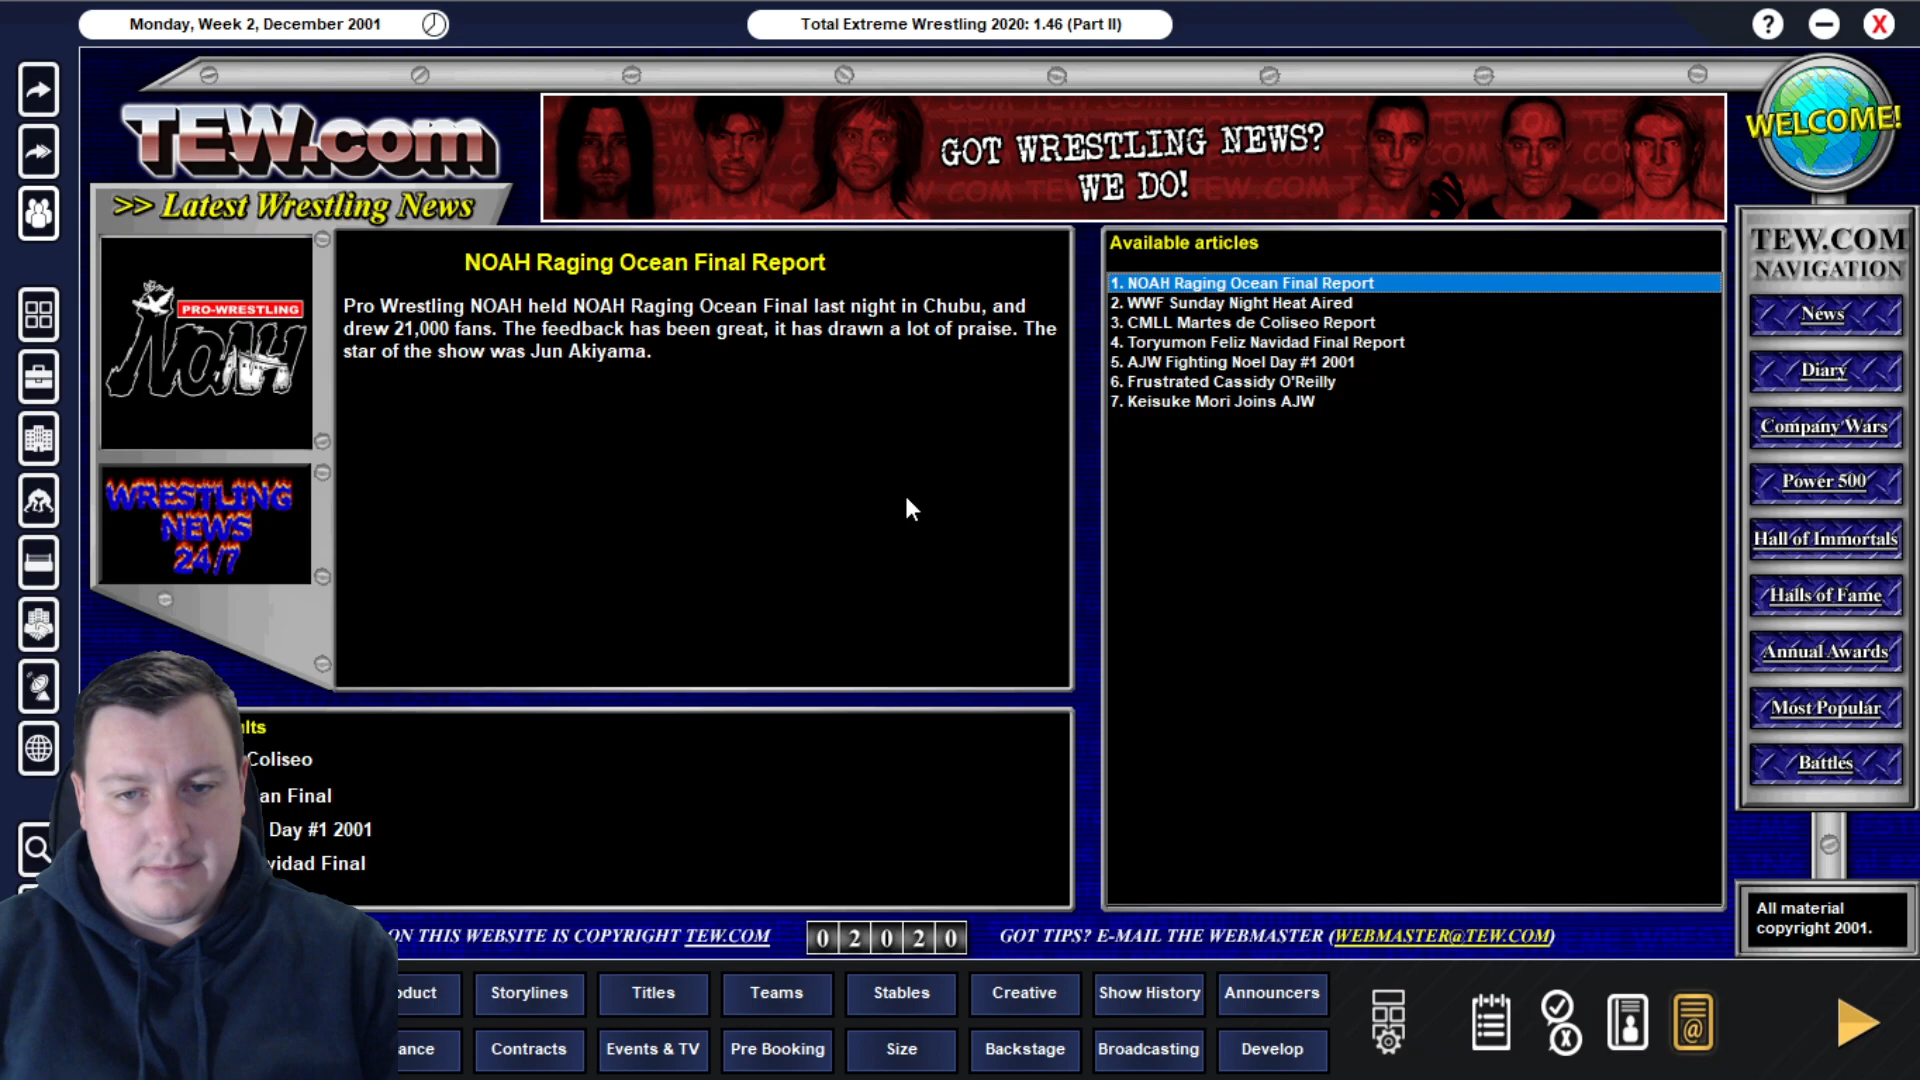 Monday, Week 2, December 2001
Total Extreme Wrestling 2020: 1.46 (Part II)
?
X
TEW.com
>> Latest Wrestling News
GOT WRESTLING NEWS?
WE DO!
WELCOME!
PRO-WRESTLING
NOAH
WRESTLING
NEWS
24/7
NOAH Raging Ocean Final Report
Pro Wrestling NOAH held NOAH Raging Ocean Final last night in Chubu, and
drew 21,000 fans. The feedback has been great, it has drawn a lot of praise. The
star of the show was Jun Akiyama.
Available articles
1. NOAH Raging Ocean Final Report
2. WWF Sunday Night Heat Aired
3. CMLL Martes de Coliseo Report
4. Toryumon Feliz Navidad Final Report
5. AJW Fighting Noel Day #1 2001
6. Frustrated Cassidy O'Reilly
7. Keisuke Mori Joins AJW
TEW.COM
NAVIGATION
News
Diary
Company Wars
Power 500
Hall of Immortals
Halls of Fame
Annual Awards
Most Popular
Battles
All material
copyright 2001.
Coliseo
Final
Day #1 2001
Final
ON THIS WEBSITE IS COPYRIGHT TEW.COM
0 2 0 2 0
GOT TIPS? E-MAIL THE WEBMASTER (WEBMASTER@TEW.COM)
Storylines
Titles
Teams
Stables
Creative
Show History
Announcers
Contracts
Events & TV
Pre Booking
Size
Backstage
Broadcasting
Develop